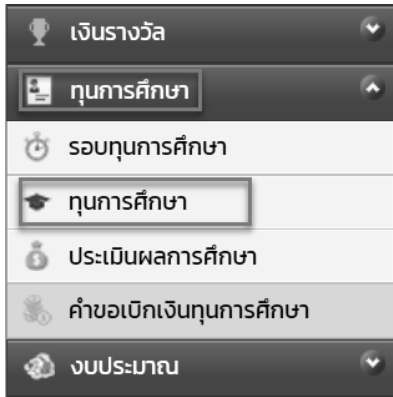 เงินรางวัล
ทุนการศึกษา
รอบทุนการศึกษา
ทุนการศึกษา
ประเมินผลการศึกษา
คำขอเบิกเงินทุนการศึกษา
งบประมาณ